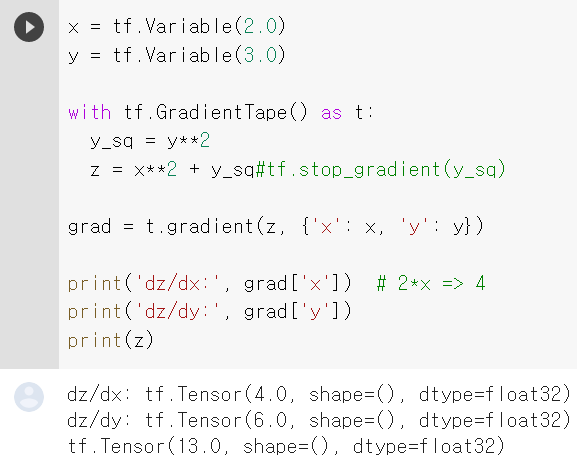 x = tf.Variable(2.0)
y = tf.Variable(3.0)
with tf.GradientTape() as t:
y_sq = y**2
z = x**2 + y_sq#tf.stop_gradient(y_sq)
grad = t.gradient(z, {'x': x, 'y': y})
print('dz/dx:', grad['x'])  # 2*x => 4
print('dz/dy:', grad['y'])
print(z)
dz/dx: tf.Tensor(4.0, shape=(), dtype=float32)
dz/dy: tf.Tensor(6.0, shape=(), dtype=float32)
tf.Tensor(13.0, shape=(), dtype=float32)